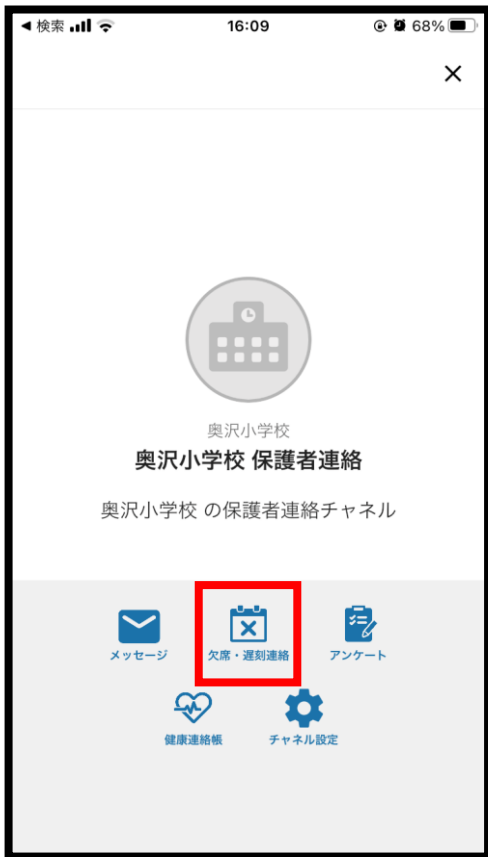 ◀検索
16:09
68%
奥沢小学校
奥沢小学校 保護者連絡
奥沢小学校 の保護者連絡チャネル
メッセージ
欠席・遅刻連絡
アンケート
健康連絡帳
チャネル設定